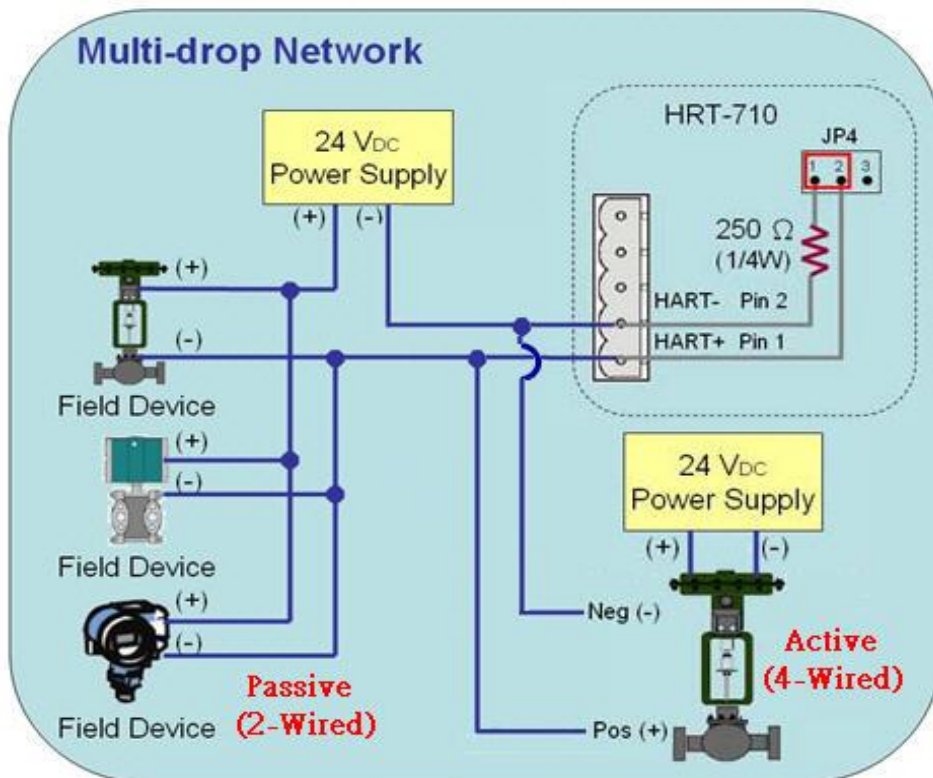 Multi-drop Network
24 VDC
Power Supply
(+)
(-)
HRT-710
JP4
1 2 3
250 Ω
(1/4W)
HART- Pin 2
HART+ Pin 1
(+)
(-)
Field Device
(+)
(-)
Field Device
(+)
(-)
Field Device
Passive
(2-Wired)
24 VDC
Power Supply
(+)
(-)
Neg (-)
Active
(4-Wired)
Pos (+)